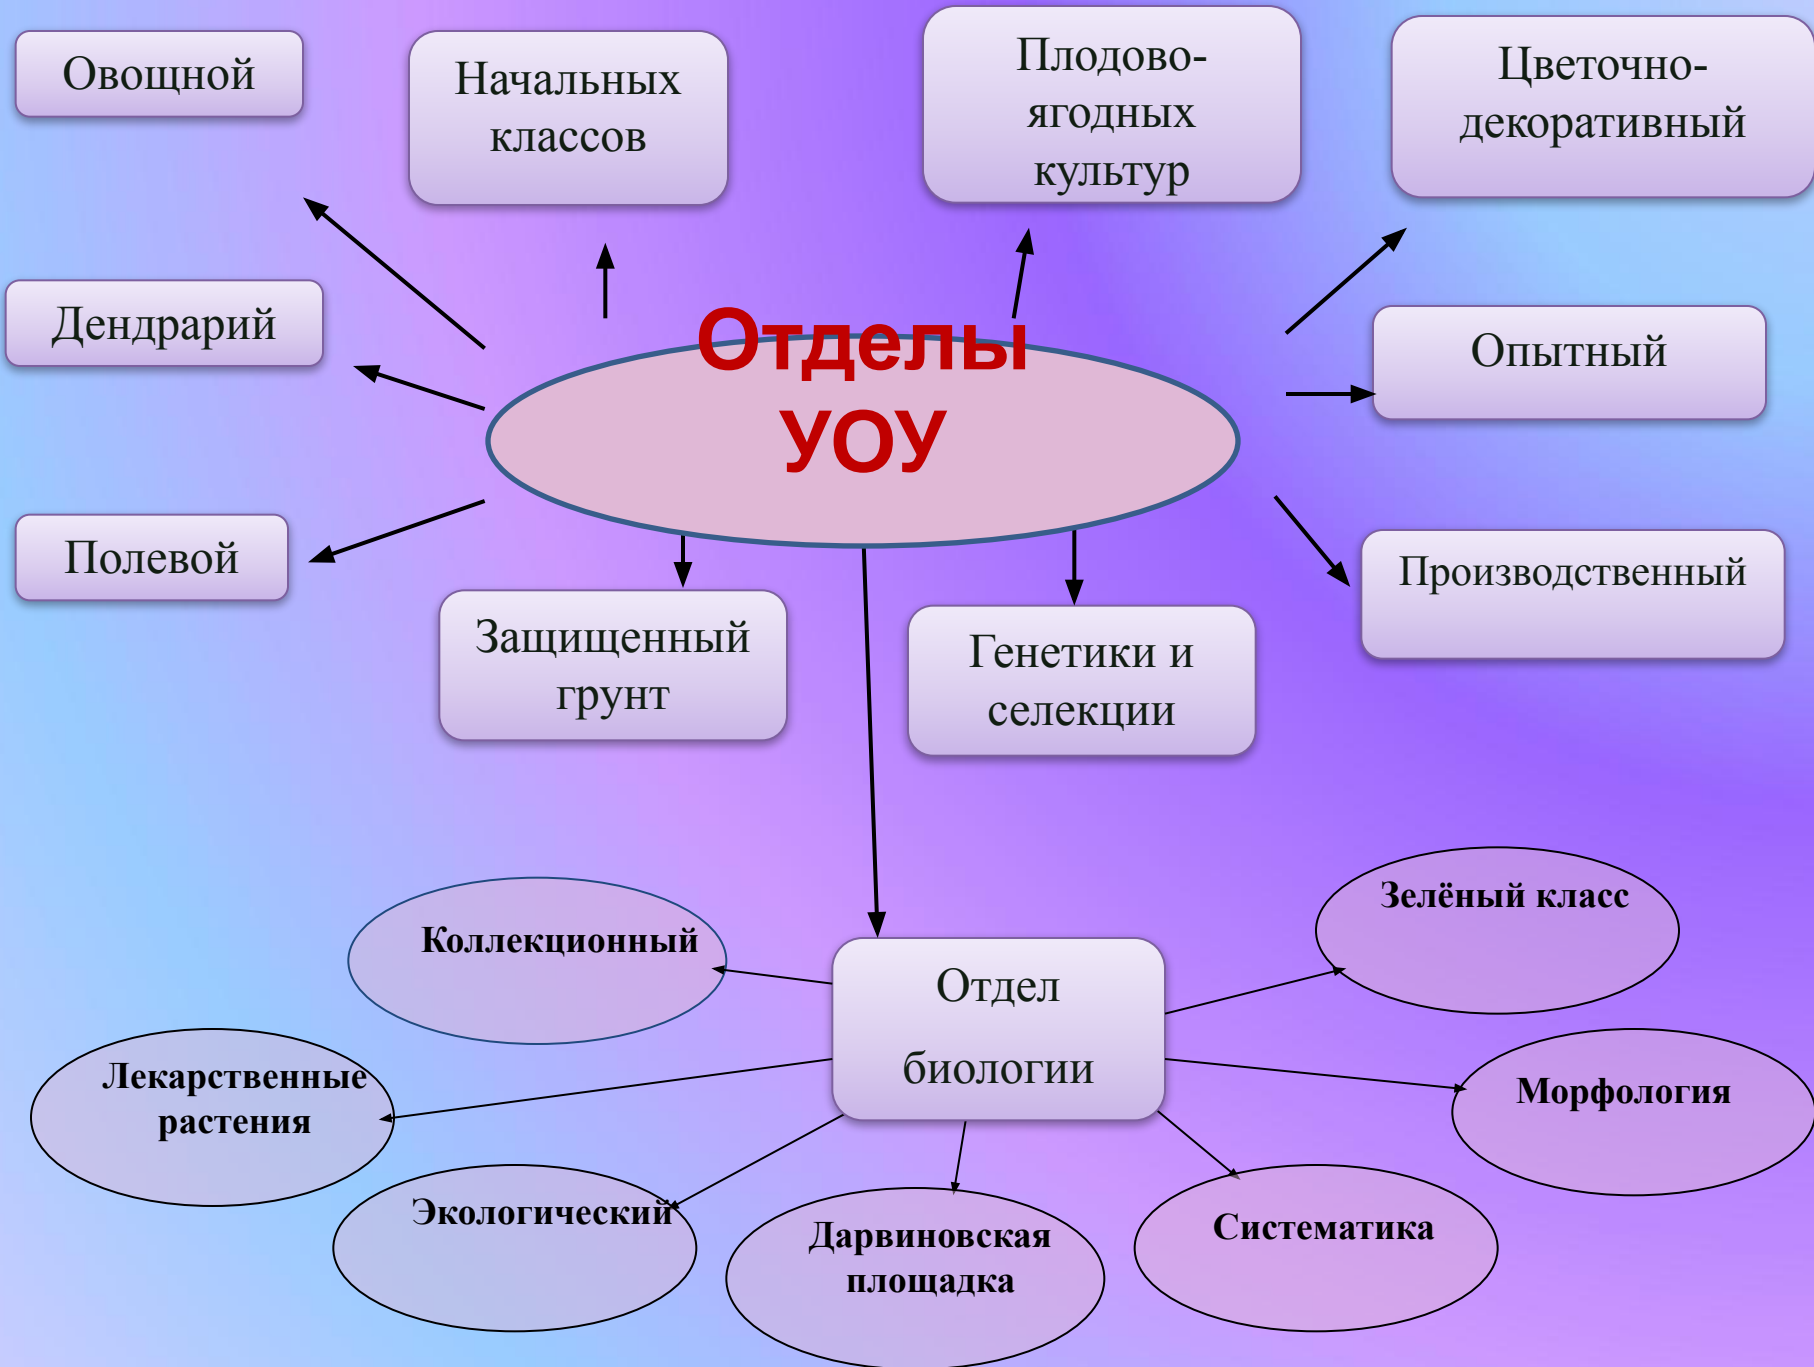 Овощной
Начальных
классов
Плодово-
ягодных
культур
Цветочно-
декоративный
Дендрарий
Отделы
УОУ
Опытный
Полевой
Защищенный
грунт
Генетики и
селекции
Производственный
Коллекционный
Отдел
биологии
Зелёный класс
Лекарственные
растения
Морфология
Экологический
Дарвиновская
площадка
Систематика